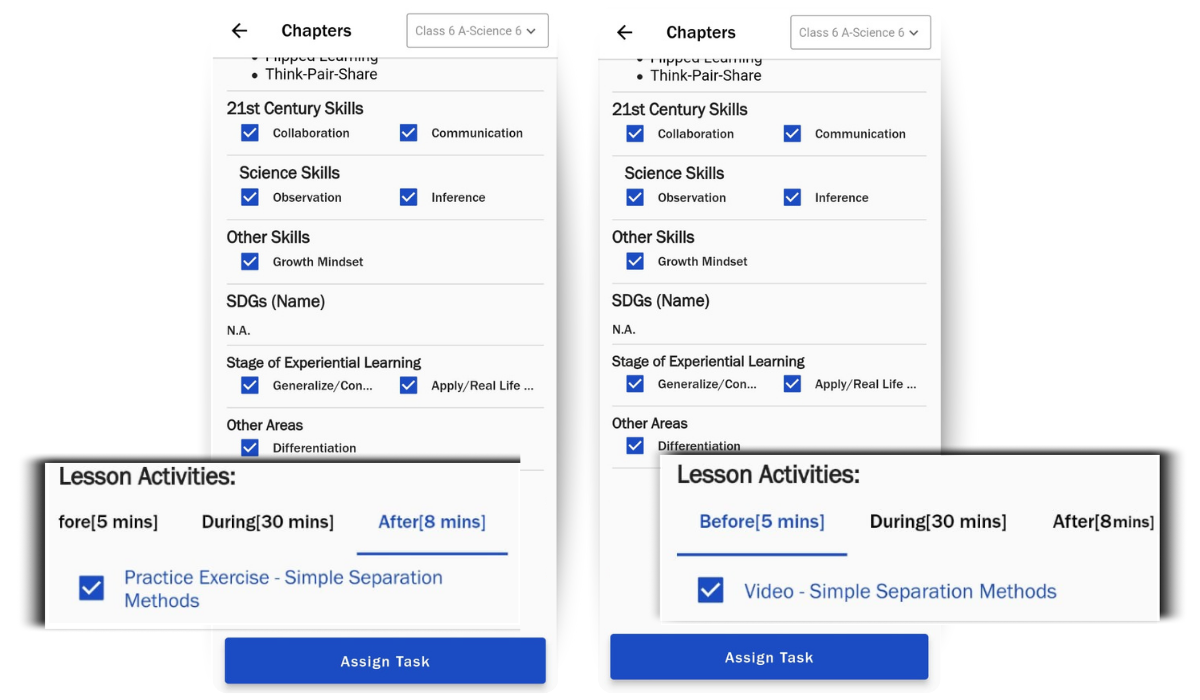 Chapters
Class 6 A-Science 6
Flipped Learning
Think-Pair-Share
21st Century Skills
Collaboration Communication
Science Skills
Observation Inference
Other Skills
Growth Mindset
SDGs (Name)
N.A.
Stage of Experiential Learning
Generalize/Con... Apply/Real Life ...
Other Areas
Differentiation
Lesson Activities:
fore[5 mins] During[30 mins] After[8 mins]
Practice Exercise - Simple Separation
Methods
Assign Task
Chapters
Class 6 A-Science 6
Flipped Learning
Think-Pair-Share
21st Century Skills
Collaboration Communication
Science Skills
Observation Inference
Other Skills
Growth Mindset
SDGs (Name)
N.A.
Stage of Experiential Learning
Generalize/Con... Apply/Real Life ...
Other Areas
Differentiation
Lesson Activities:
Before[5 mins] During[30 mins] After[8mins]
Video - Simple Separation Methods
Assign Task